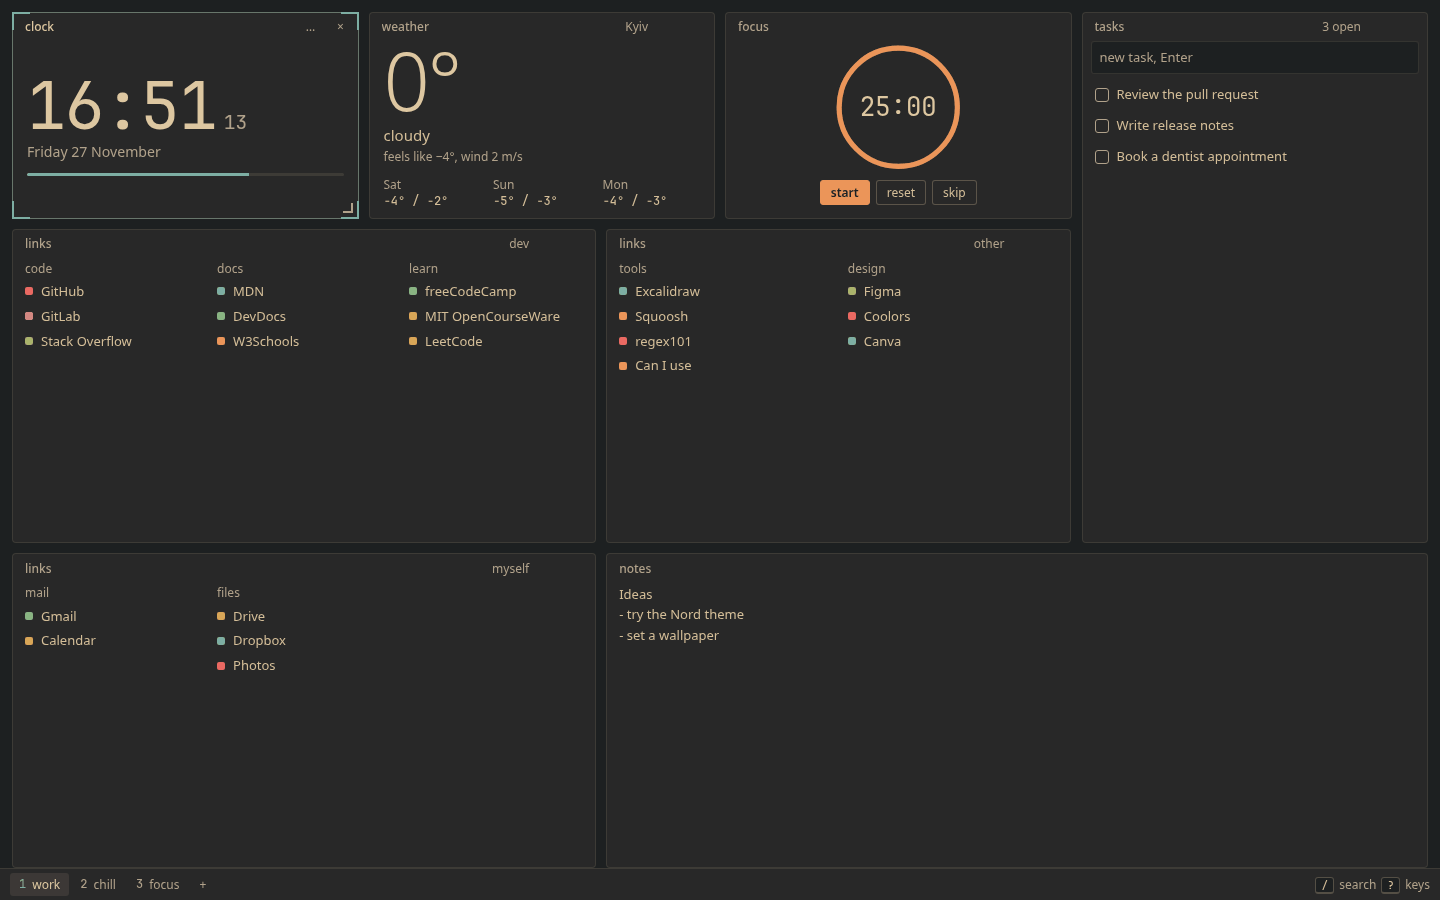 clock ... ×
16:51 13
Friday 27 November
weather Kyiv
0°
cloudy
feels like −4°, wind 2 m/s
Sat Sun Mon
-4° / -2° -5° / -3° -4° / -3°
focus
25:00
start reset skip
tasks 3 open
new task, Enter
Review the pull request
Write release notes
Book a dentist appointment
links dev
code docs learn
GitHub MDN freeCodeCamp
GitLab DevDocs MIT OpenCourseWare
Stack Overflow W3Schools LeetCode
links other
tools design
Excalidraw Figma
Squoosh Coolors
regex101 Canva
Can I use
links myself
mail files
Gmail Drive
Calendar Dropbox
Photos
notes
Ideas
- try the Nord theme
- set a wallpaper
1 work 2 chill 3 focus + / search ? keys